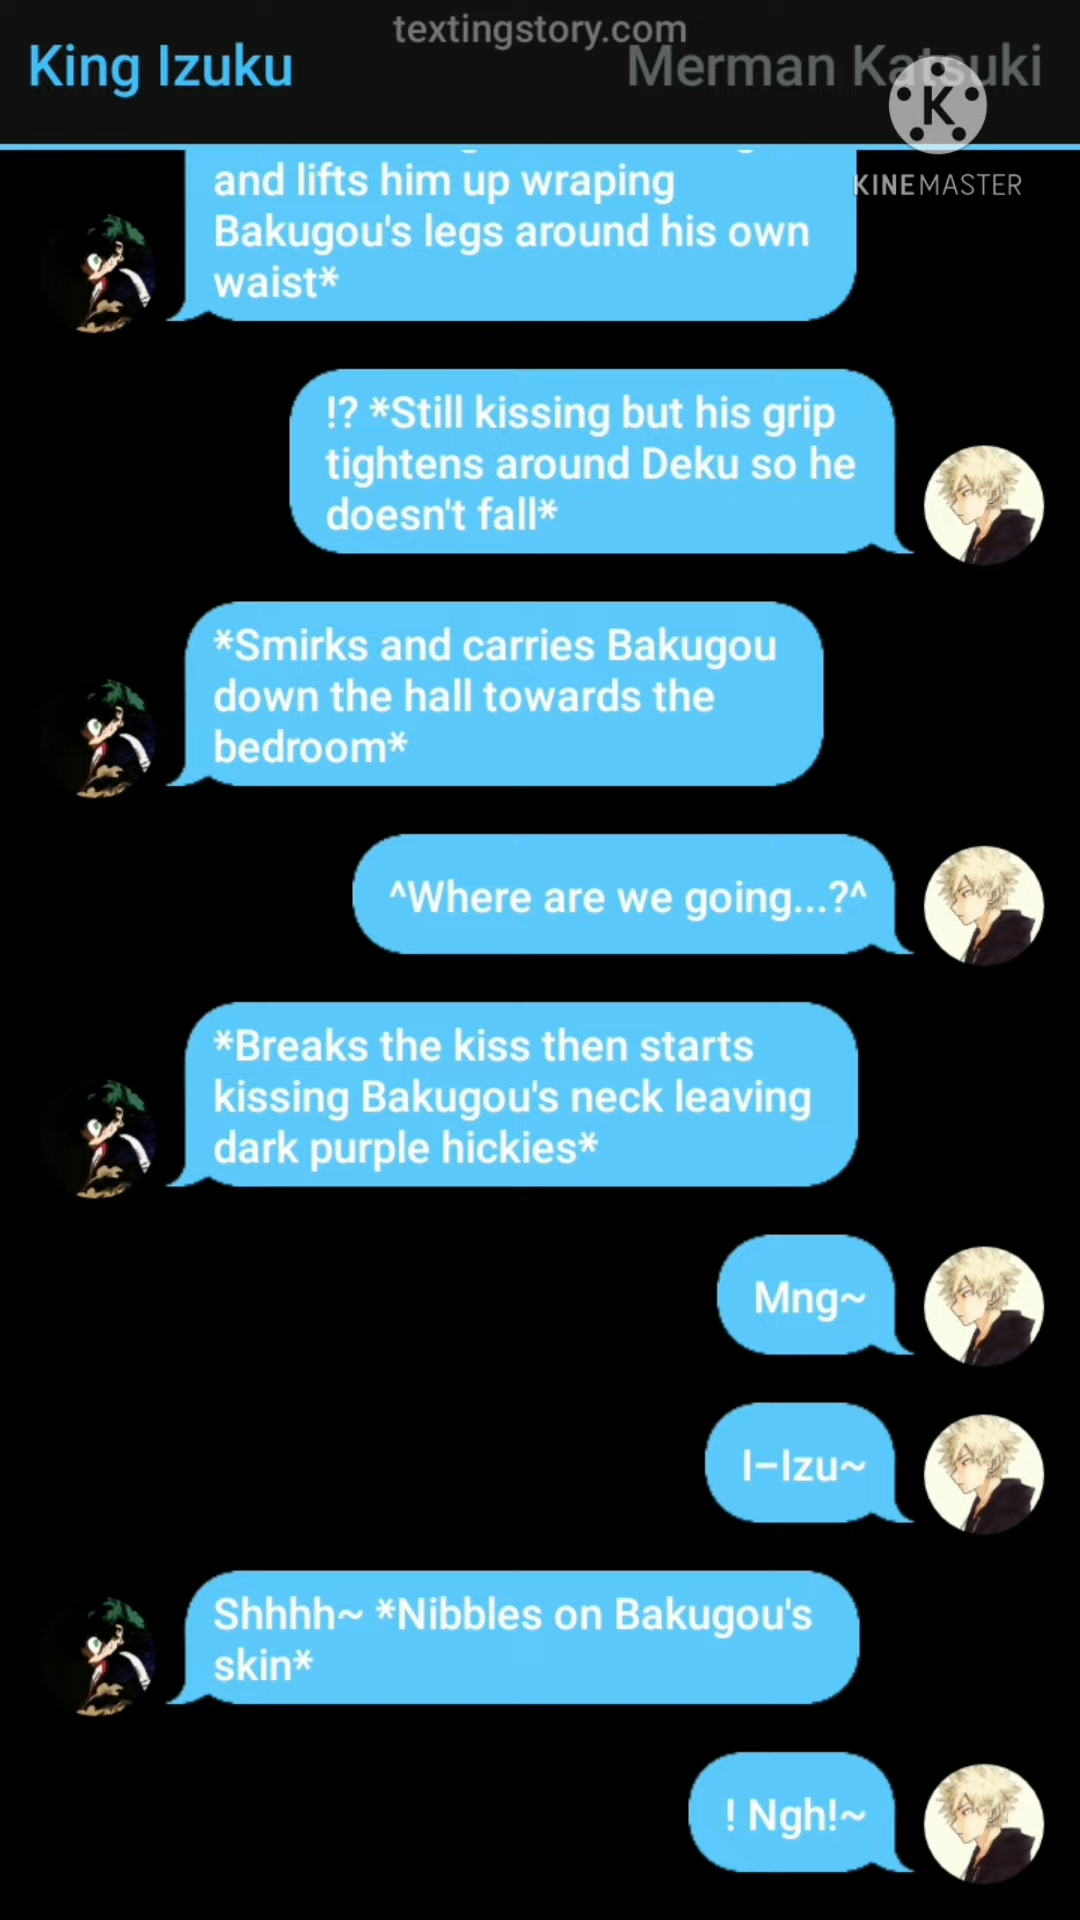 textingstory.com
King Izuku
Merman Katsuki
KINEMASTER
and lifts him up wraping
Bakugou's legs around his own
waist*
!? *Still kissing but his grip
tightens around Deku so he
doesn't fall*
*Smirks and carries Bakugou
down the hall towards the
bedroom*
^Where are we going...?^
*Breaks the kiss then starts
kissing Bakugou's neck leaving
dark purple hickies*
Mng~
I–Izu~
Shhhh~ *Nibbles on Bakugou's
skin*
! Ngh!~